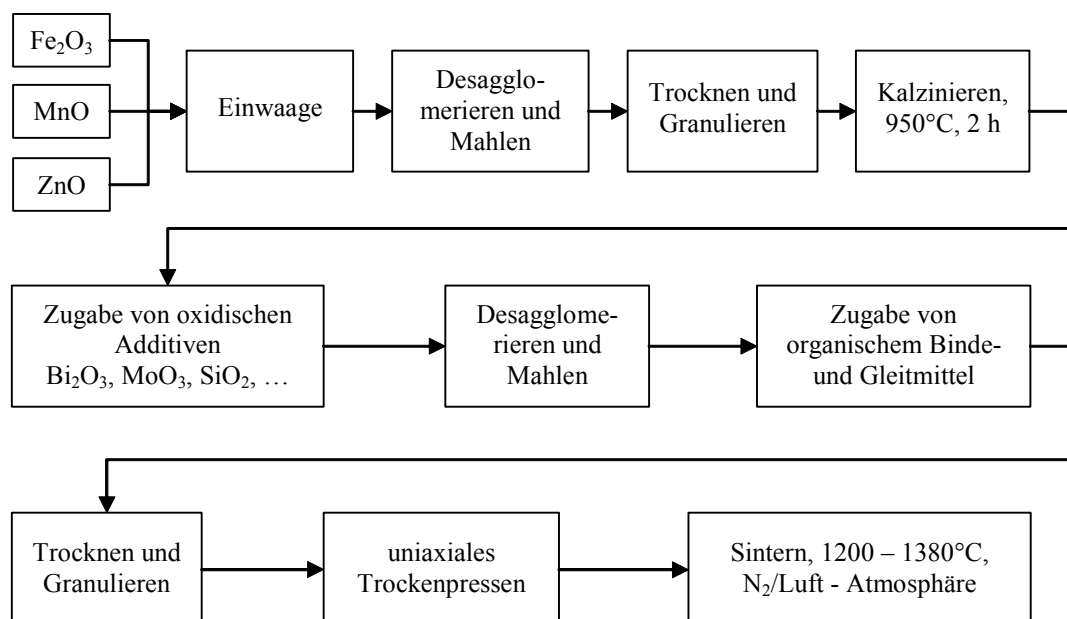 Fe₂O₃
MnO
ZnO
Einwaage
Desagglo-
merieren und
Mahlen
Trocknen und
Granulieren
Kalzinieren,
950°C, 2 h
Zugabe von oxidischen
Additiven
Bi₂O₃, MoO₃, SiO₂, …
Desagglome-
rieren und
Mahlen
Zugabe von
organischem Binde-
und Gleitmittel
Trocknen und
Granulieren
uniaxiales
Trockenpressen
Sintern, 1200 – 1380°C,
N₂/Luft - Atmosphäre